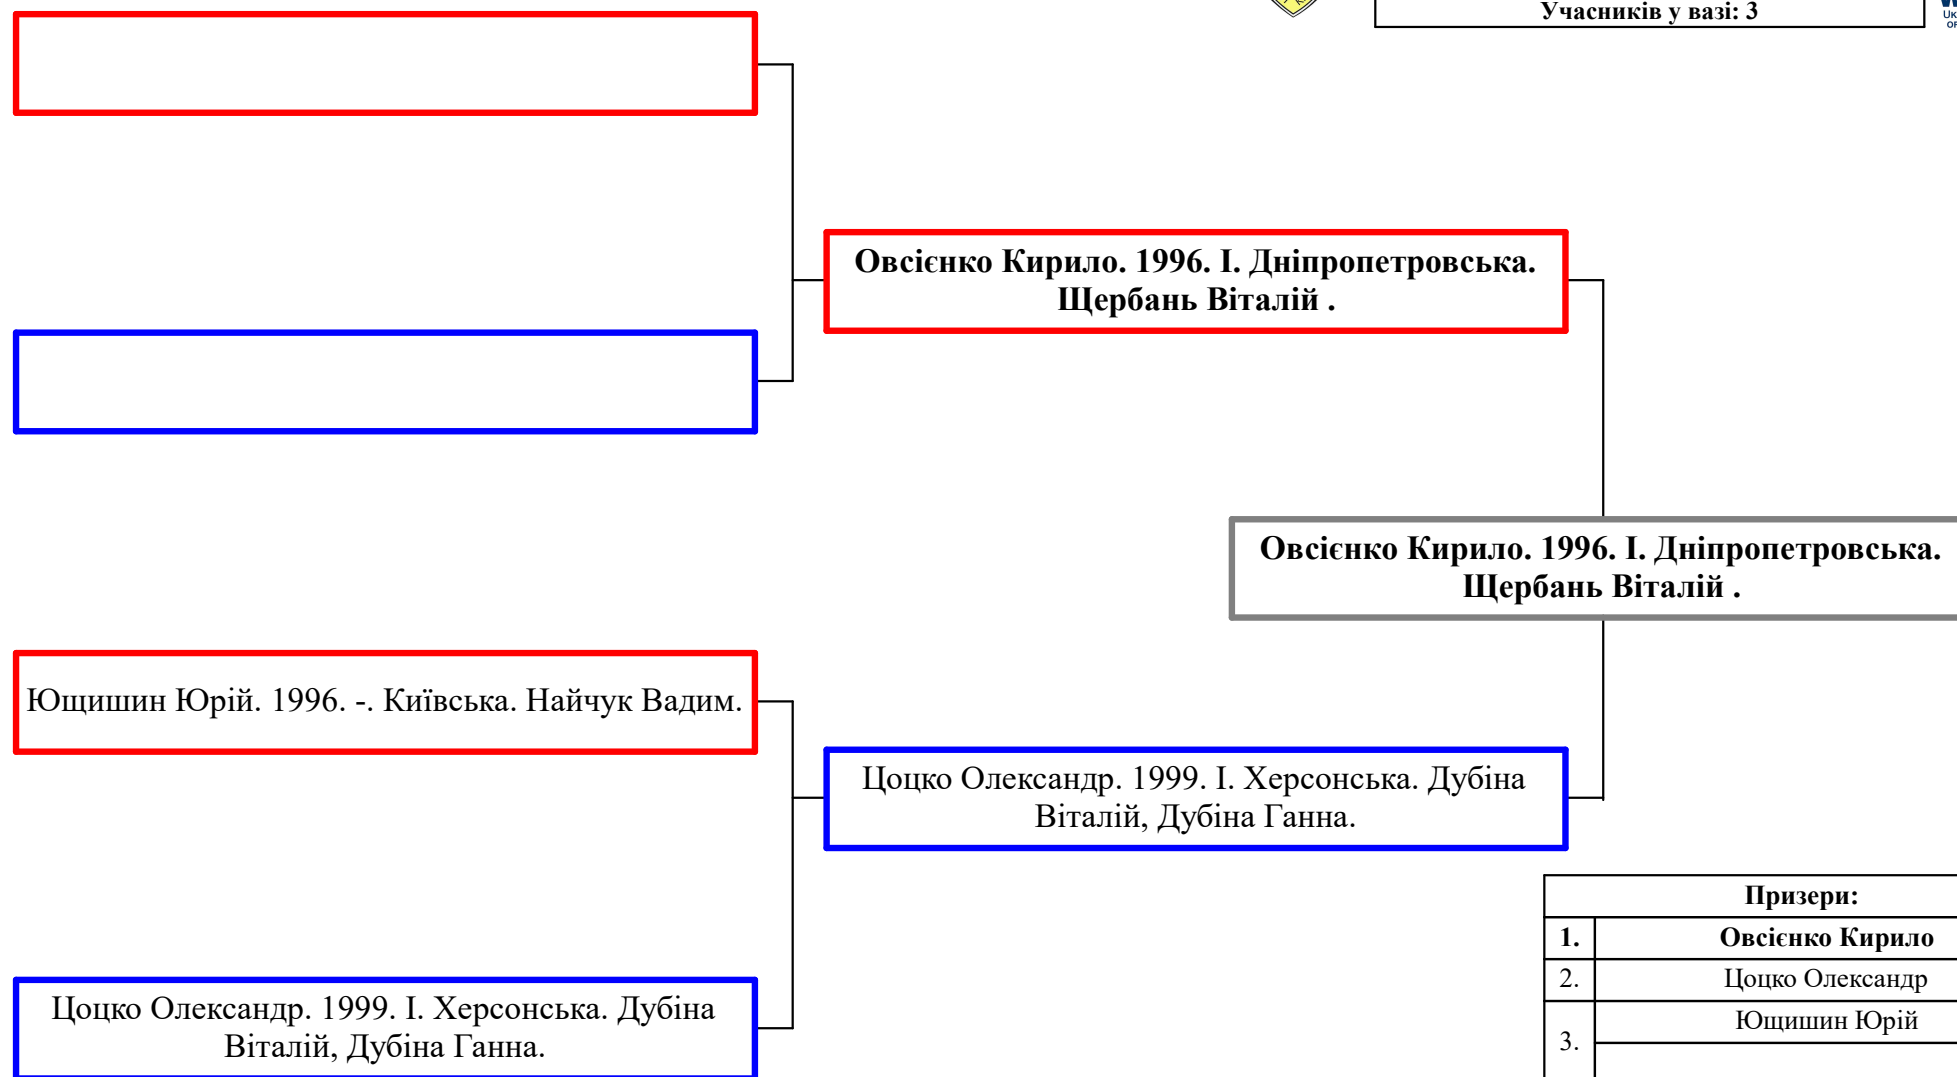 Учасників у вазі: 3
Овсієнко Кирило. 1996. І. Дніпропетровська.
Щербань Віталій .
Овсієнко Кирило. 1996. І. Дніпропетровська.
Щербань Віталій .
Ющишин Юрій. 1996. -. Київська. Найчук Вадим.
Цоцко Олександр. 1999. І. Херсонська. Дубіна
Віталій, Дубіна Ганна.
Цоцко Олександр. 1999. І. Херсонська. Дубіна
Віталій, Дубіна Ганна.
Призери:
1. Овсієнко Кирило
2. Цоцко Олександр
3. Ющишин Юрій